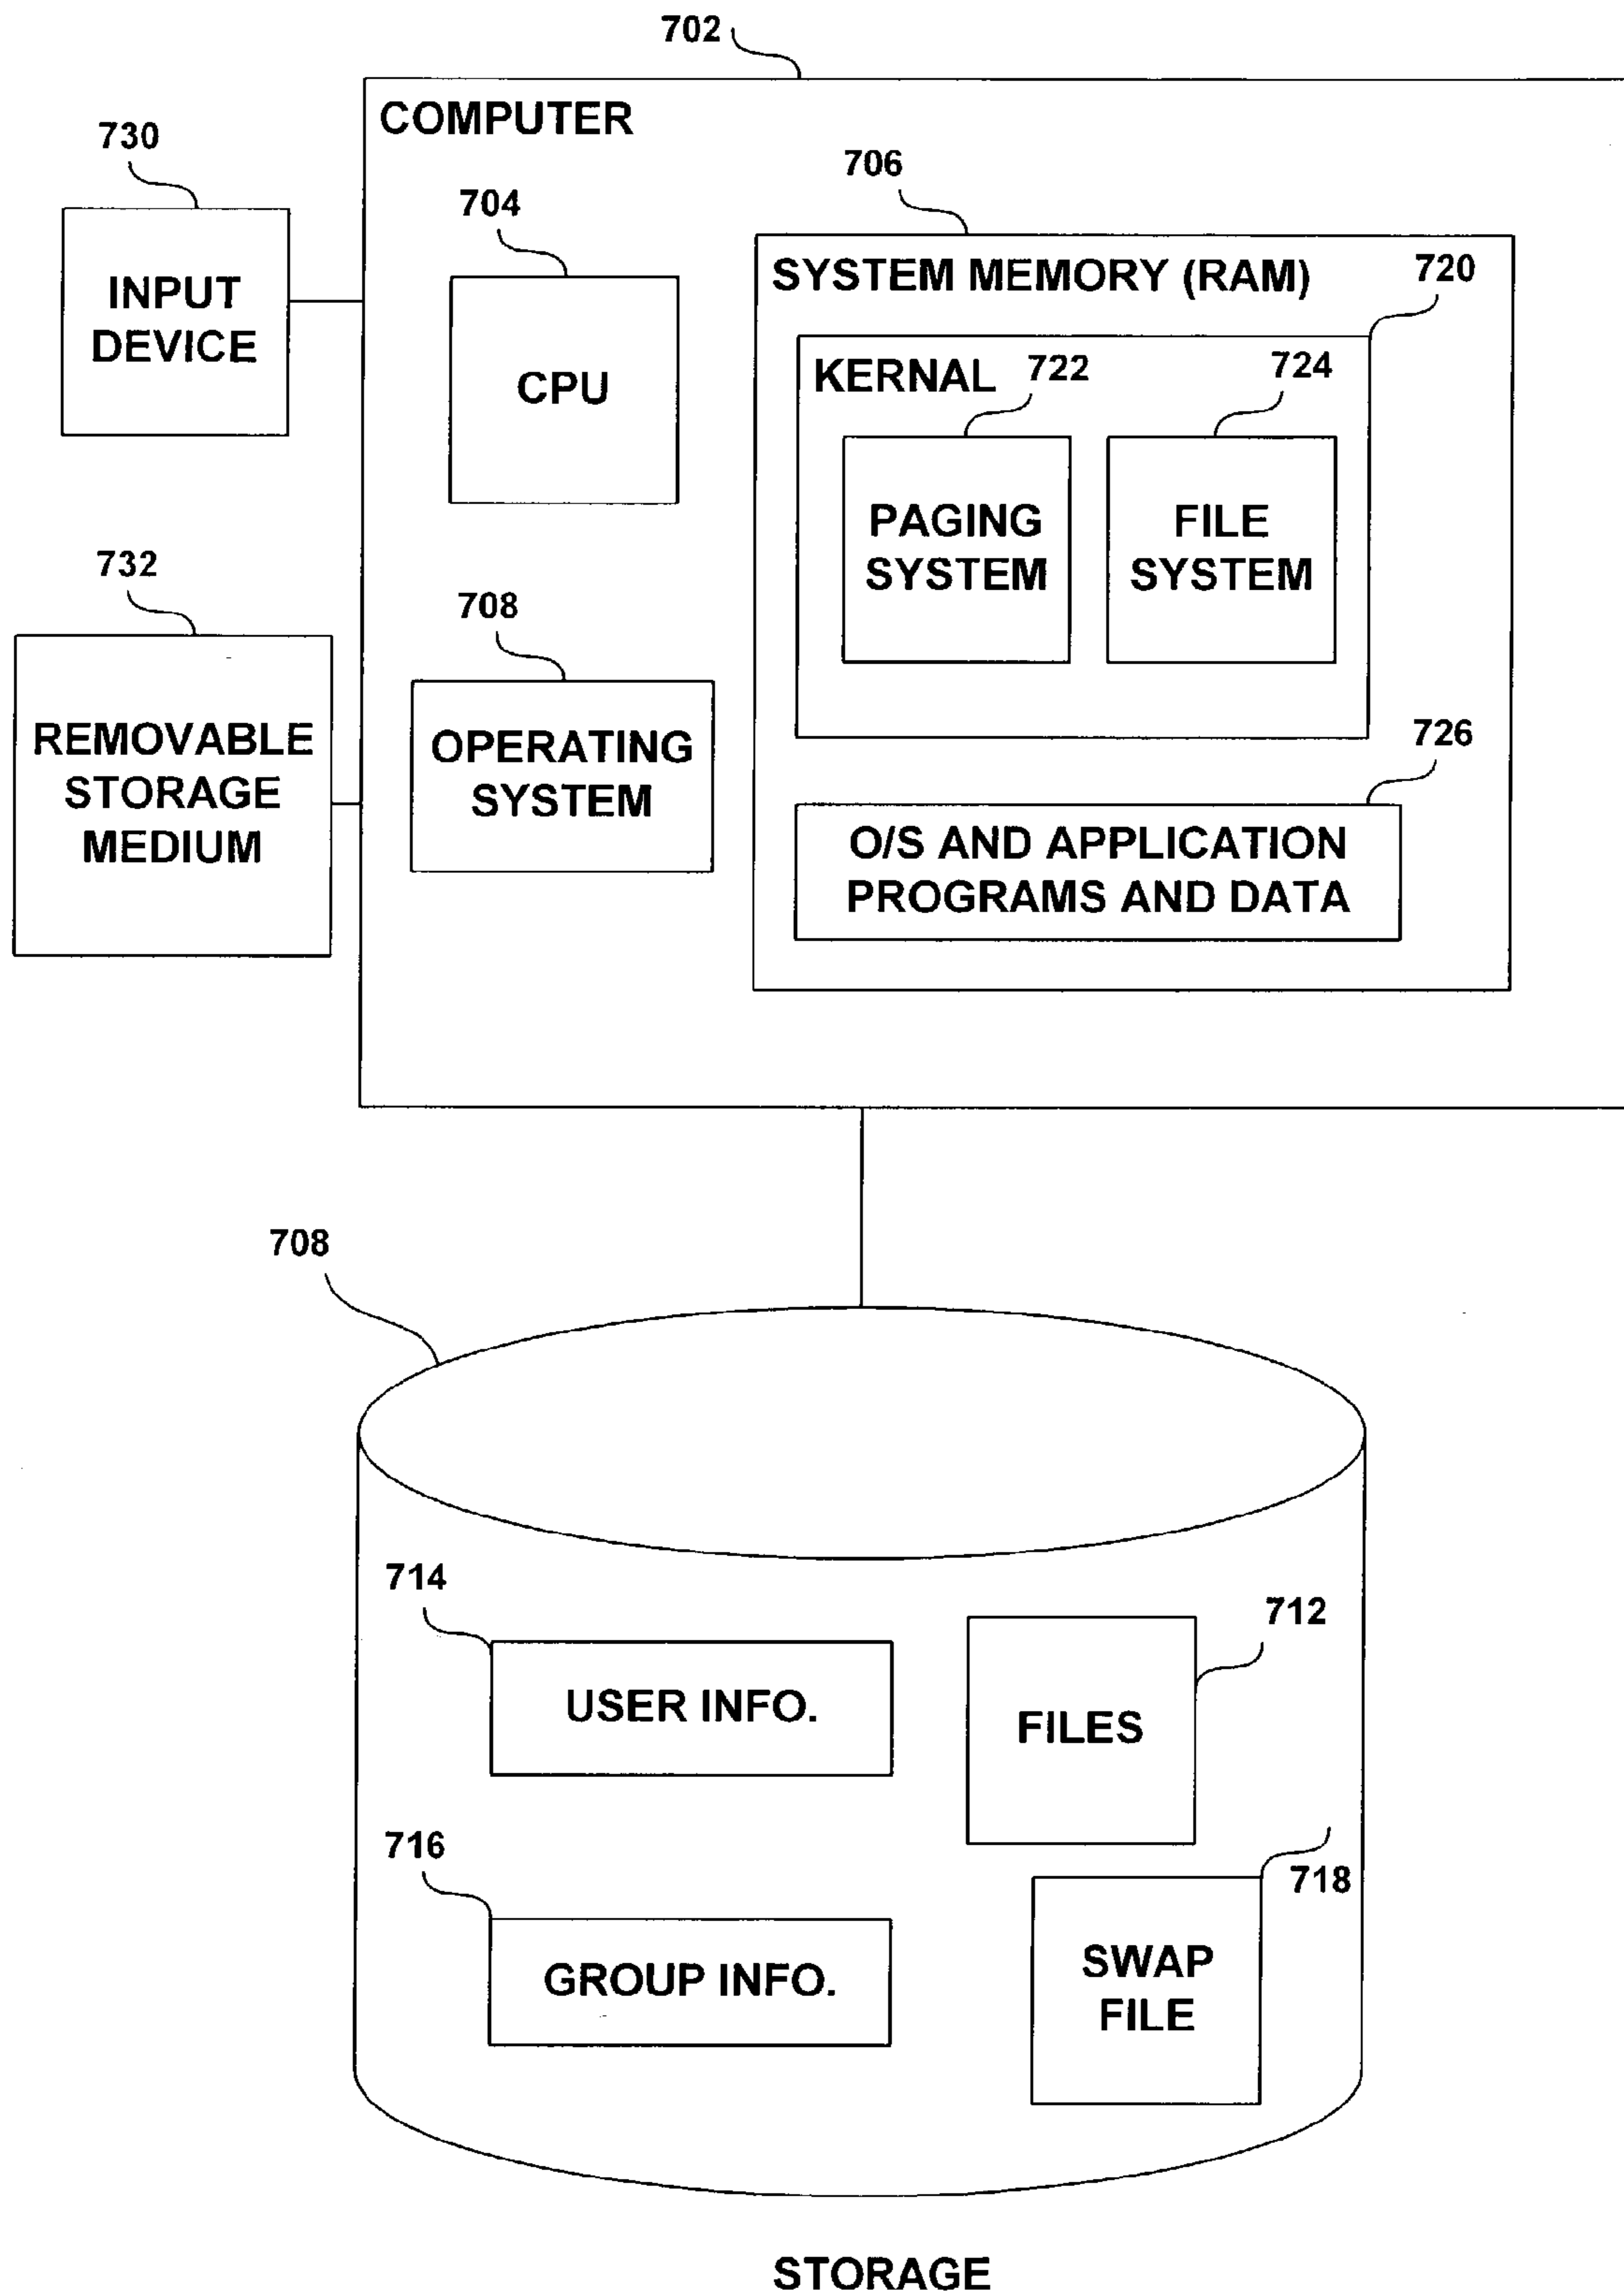 702
COMPUTER
730
706
704
INPUT
DEVICE
SYSTEM MEMORY (RAM)
720
KERNAL
722
724
CPU
PAGING
SYSTEM
FILE
SYSTEM
732
708
REMOVABLE
STORAGE
MEDIUM
OPERATING
SYSTEM
726
O/S AND APPLICATION
PROGRAMS AND DATA
708
714
712
USER INFO.
FILES
716
718
GROUP INFO.
SWAP
FILE
STORAGE